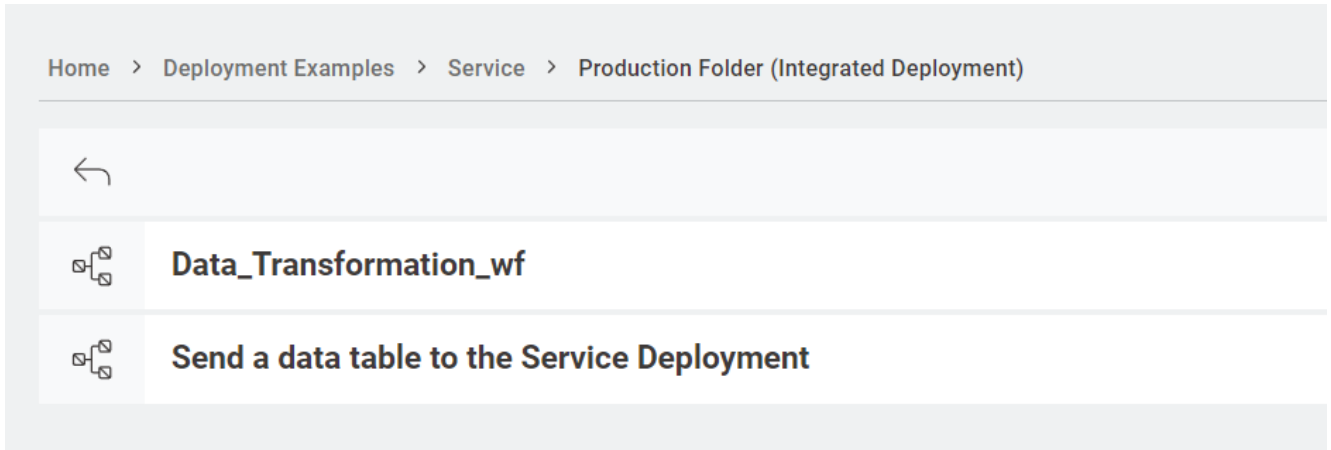 Home > Deployment Examples > Service > Production Folder (Integrated Deployment)
Data_Transformation_wf
Send a data table to the Service Deployment